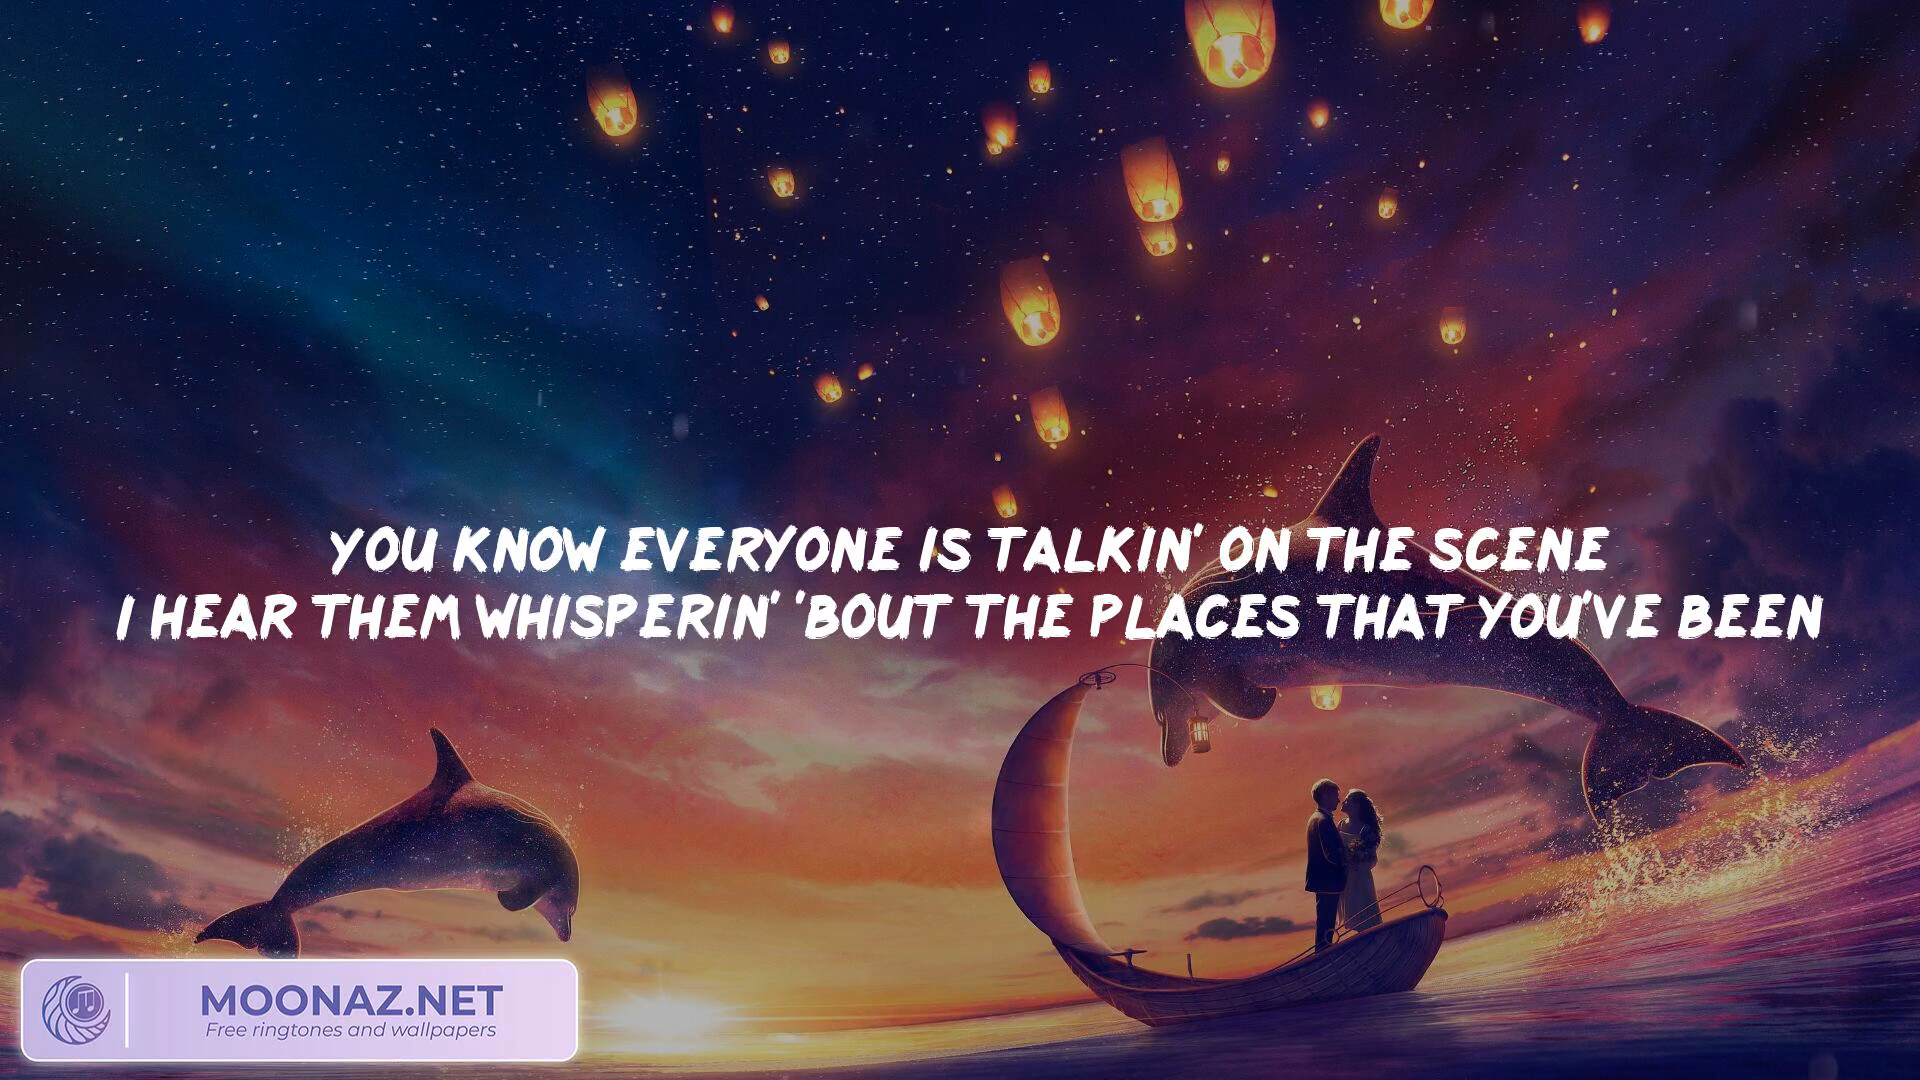 YOU KNOW EVERYONE IS TALKIN' ON THE SCENE
I HEAR THEM WHISPERIN' 'BOUT THE PLACES THAT YOU'VE BEEN
MOONAZ.NET
Free ringtones and wallpapers